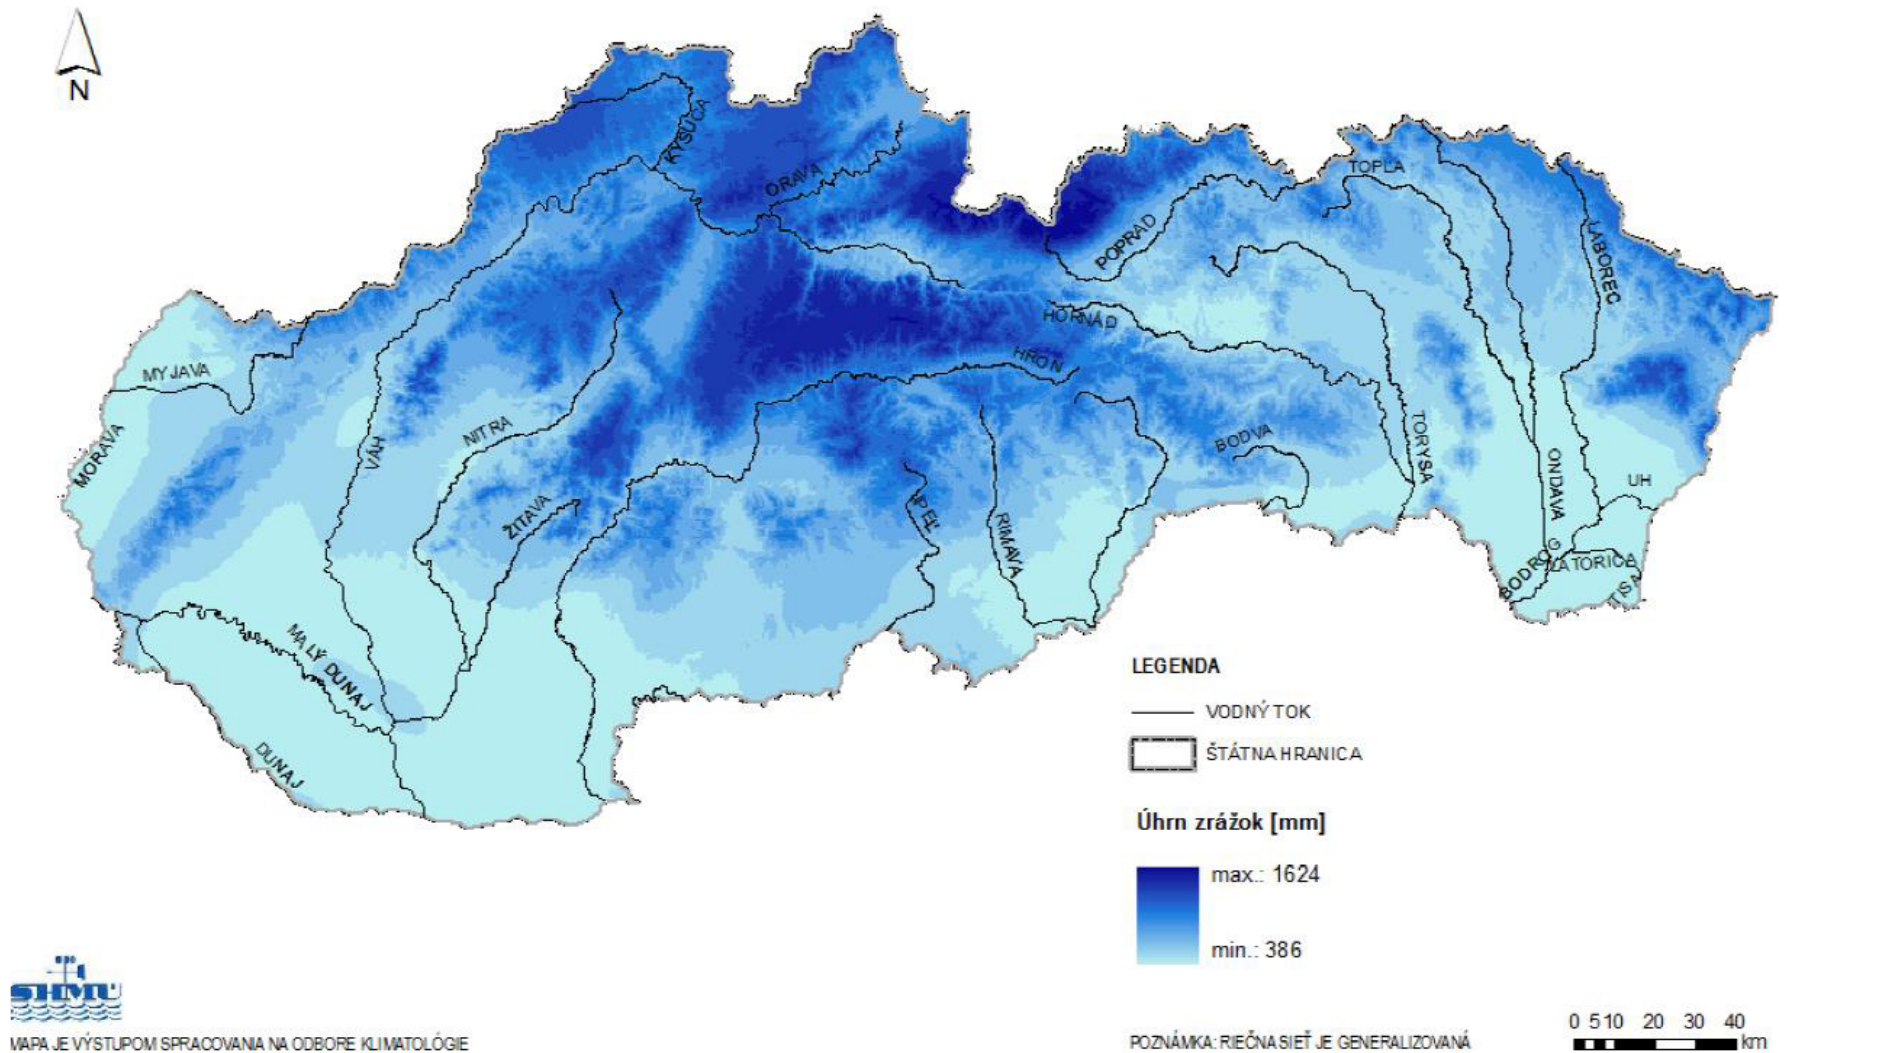 N
KYSUCA
ORAVA
TOPĽA
POPRAD
LABOREC
HORNÁD
HRON
MYJAVA
MORAVA
VÁH
NITRA
ŽITAVA
IPEĽ
RIMAVA
BODVA
TORYSA
ONDAVA
UH
BODROG
LATORICA
TISA
MALÝ DUNAJ
DUNAJ
LEGENDA
VODNÝ TOK
ŠTÁTNA HRANICA
Úhrn zrážok [mm]
max.: 1624
min.: 386
SHMÚ
MAPA JE VÝSTUPOM SPRACOVANIA NA ODBORE KLIMATOLÓGIE
POZNÁMKA: RIEČNA SIEŤ JE GENERALIZOVANÁ
0 5 10 20 30 40
km